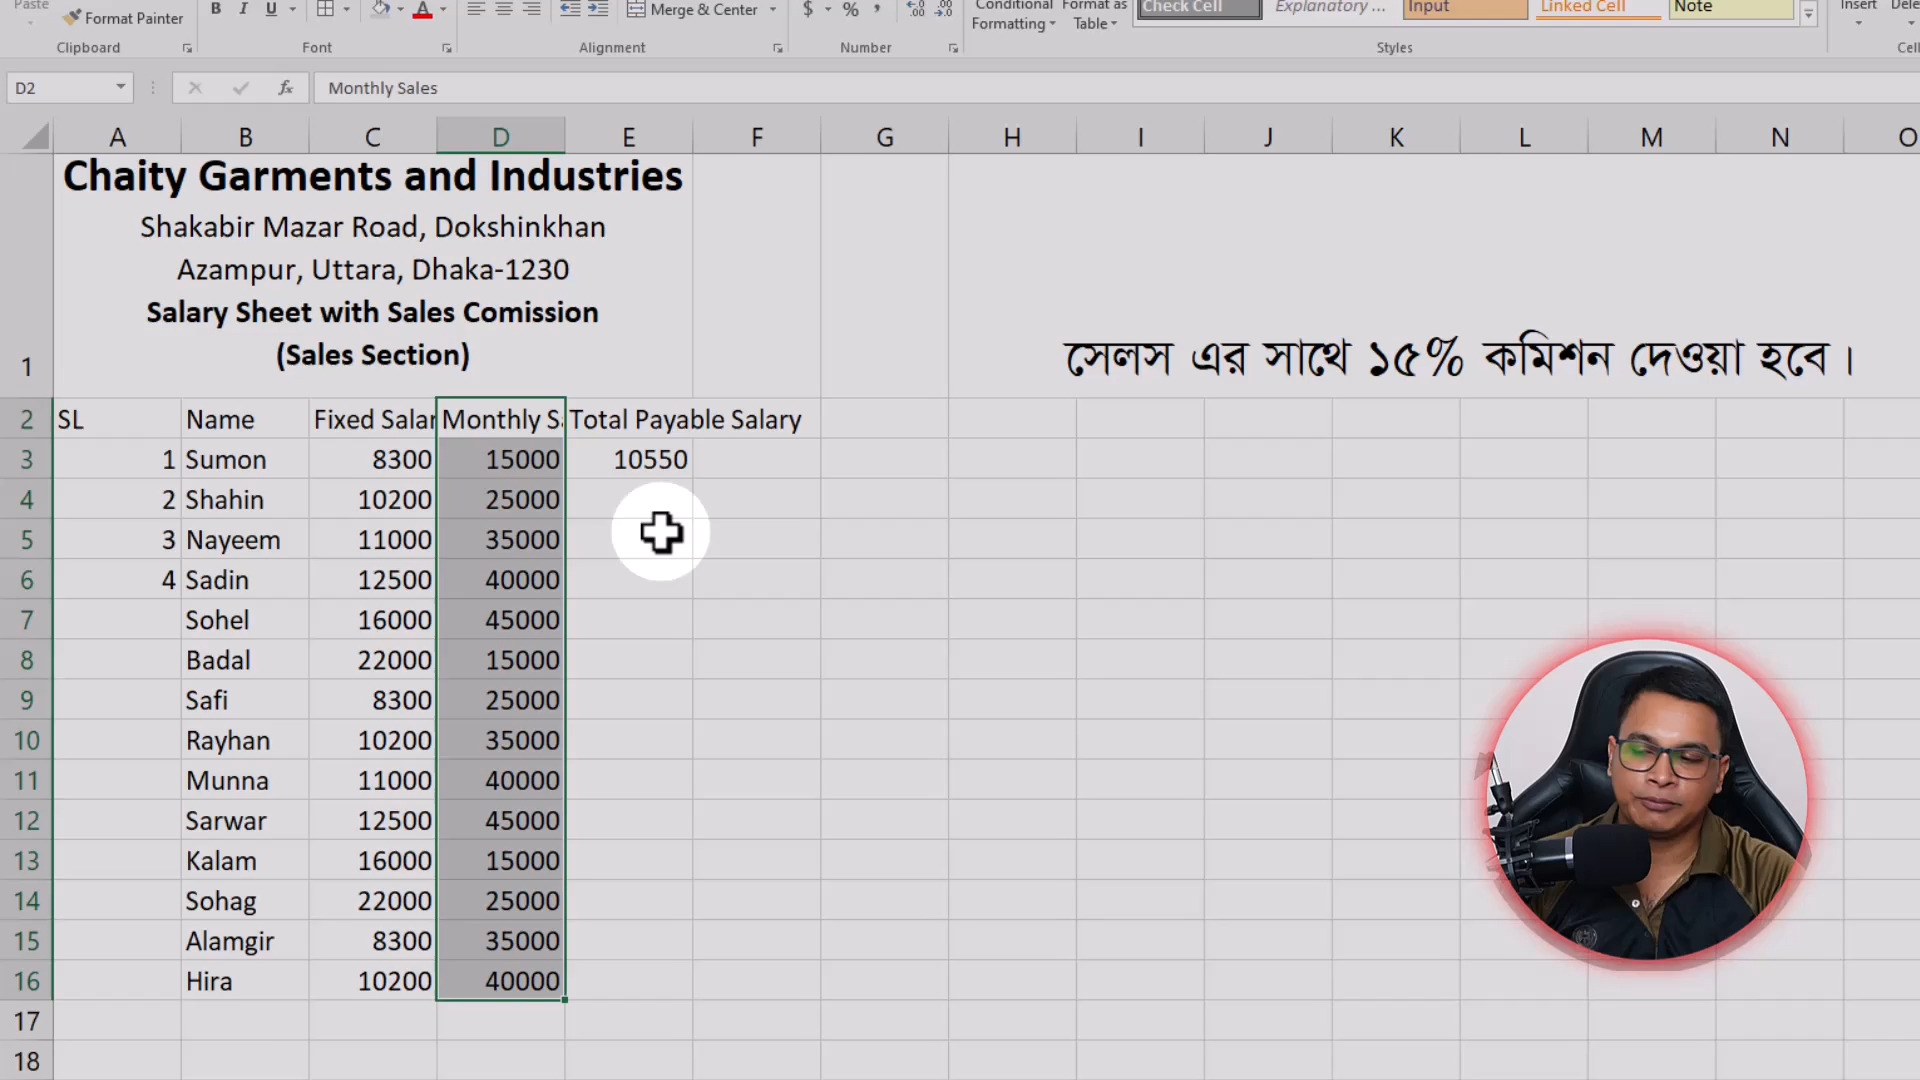 Paste
Format Painter
B I U
A
Merge & Center
$ % ,
Conditional
Formatting
Format as
Table
Check Cell
Explanatory ...
Input
Linked Cell
Note
Insert
Dele
Clipboard
Font
Alignment
Number
Styles
Cell
D2
fx
Monthly Sales
A B C D E F G H I J K L M N O
Chaity Garments and Industries
Shakabir Mazar Road, Dokshinkhan
Azampur, Uttara, Dhaka-1230
Salary Sheet with Sales Comission
(Sales Section)
1
সেলস এর সাথে ১৫% কমিশন দেওয়া হবে ।
2 SL Name Fixed Salar Monthly Sa Total Payable Salary
3 1 Sumon 8300 15000 10550
4 2 Shahin 10200 25000
5 3 Nayeem 11000 35000
6 4 Sadin 12500 40000
7 Sohel 16000 45000
8 Badal 22000 15000
9 Safi 8300 25000
10 Rayhan 10200 35000
11 Munna 11000 40000
12 Sarwar 12500 45000
13 Kalam 16000 15000
14 Sohag 22000 25000
15 Alamgir 8300 35000
16 Hira 10200 40000
17
18